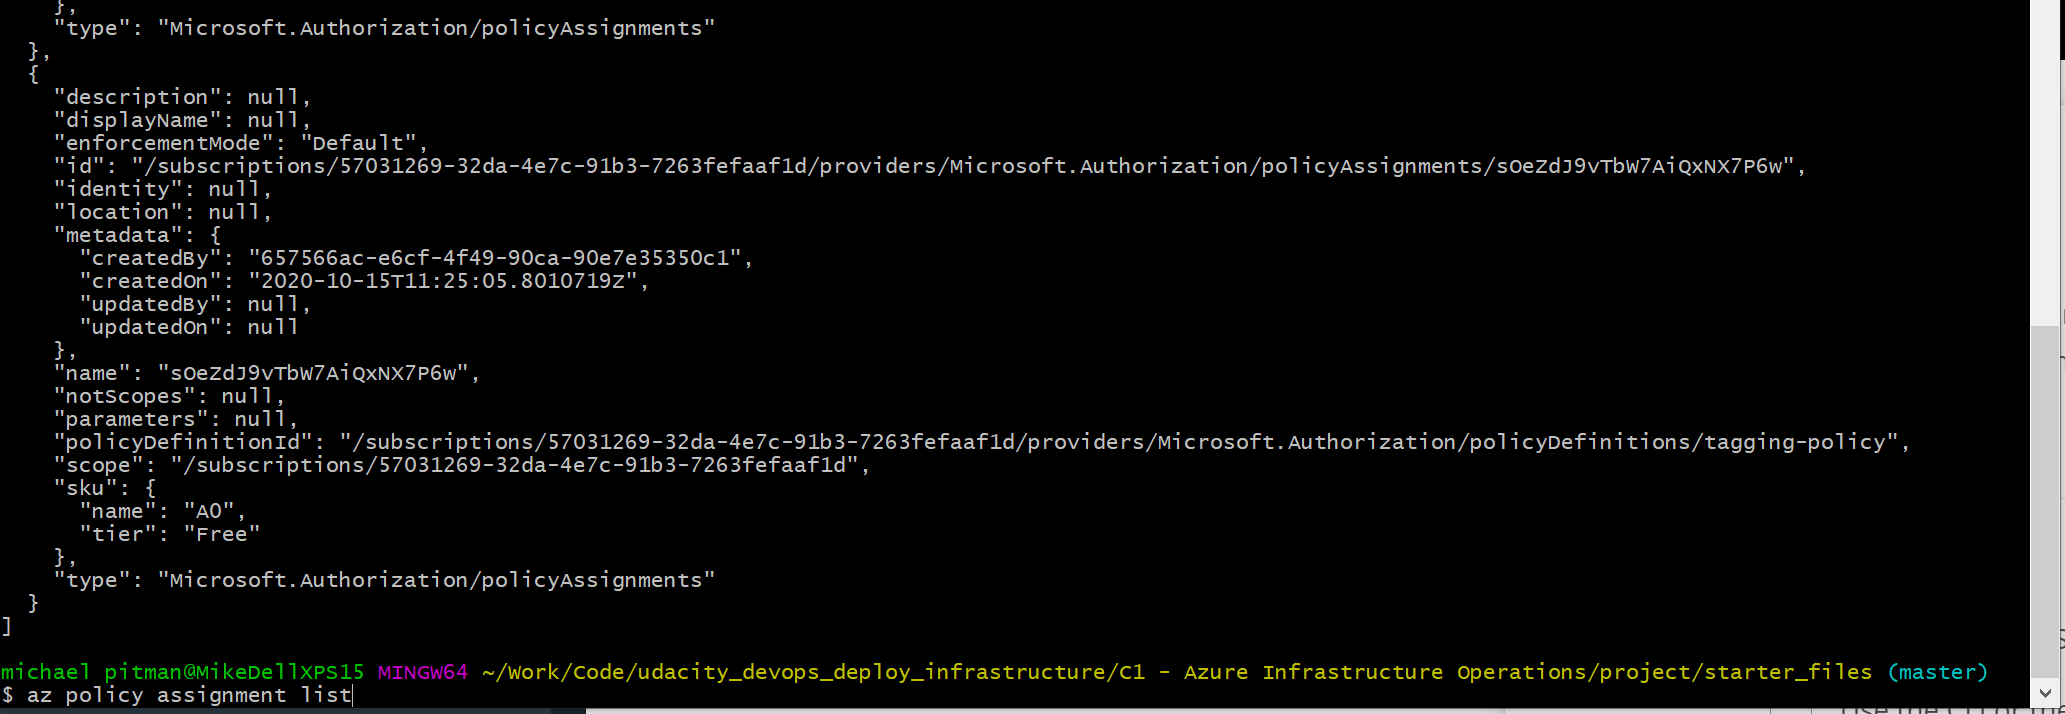 },
    "type": "Microsoft.Authorization/policyAssignments"
  },
  {
    "description": null,
    "displayName": null,
    "enforcementMode": "Default",
    "id": "/subscriptions/57031269-32da-4e7c-91b3-7263fefaaf1d/providers/Microsoft.Authorization/policyAssignments/sOeZdJ9vTbW7AiQxNX7P6w",
    "identity": null,
    "location": null,
    "metadata": {
      "createdBy": "657566ac-e6cf-4f49-90ca-90e7e35350c1",
      "createdOn": "2020-10-15T11:25:05.8010719Z",
      "updatedBy": null,
      "updatedOn": null
    },
    "name": "sOeZdJ9vTbW7AiQxNX7P6w",
    "notScopes": null,
    "parameters": null,
    "policyDefinitionId": "/subscriptions/57031269-32da-4e7c-91b3-7263fefaaf1d/providers/Microsoft.Authorization/policyDefinitions/tagging-policy",
    "scope": "/subscriptions/57031269-32da-4e7c-91b3-7263fefaaf1d",
    "sku": {
      "name": "A0",
      "tier": "Free"
    },
    "type": "Microsoft.Authorization/policyAssignments"
  }
]
michael pitman@MikeDellXPS15 MINGW64 ~/Work/Code/udacity_devops_deploy_infrastructure/C1 - Azure Infrastructure Operations/project/starter_files (master)
$ az policy assignment list